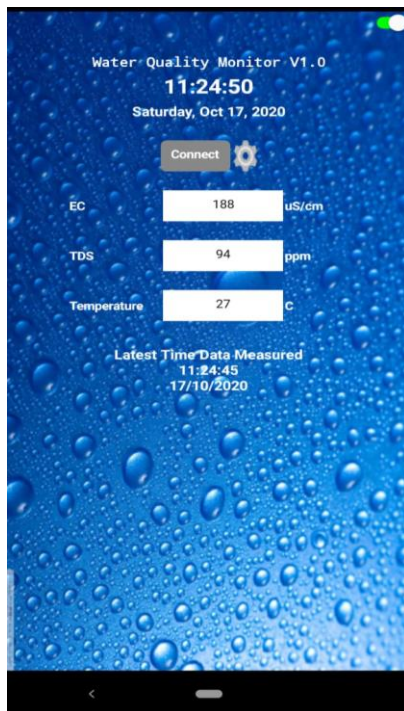 Water Quality Monitor V1.0
11:24:50
Saturday, Oct 17, 2020
Connect
EC 188 uS/cm
TDS 94 ppm
Temperature 27 C
Latest Time Data Measured
11:24:45
17/10/2020